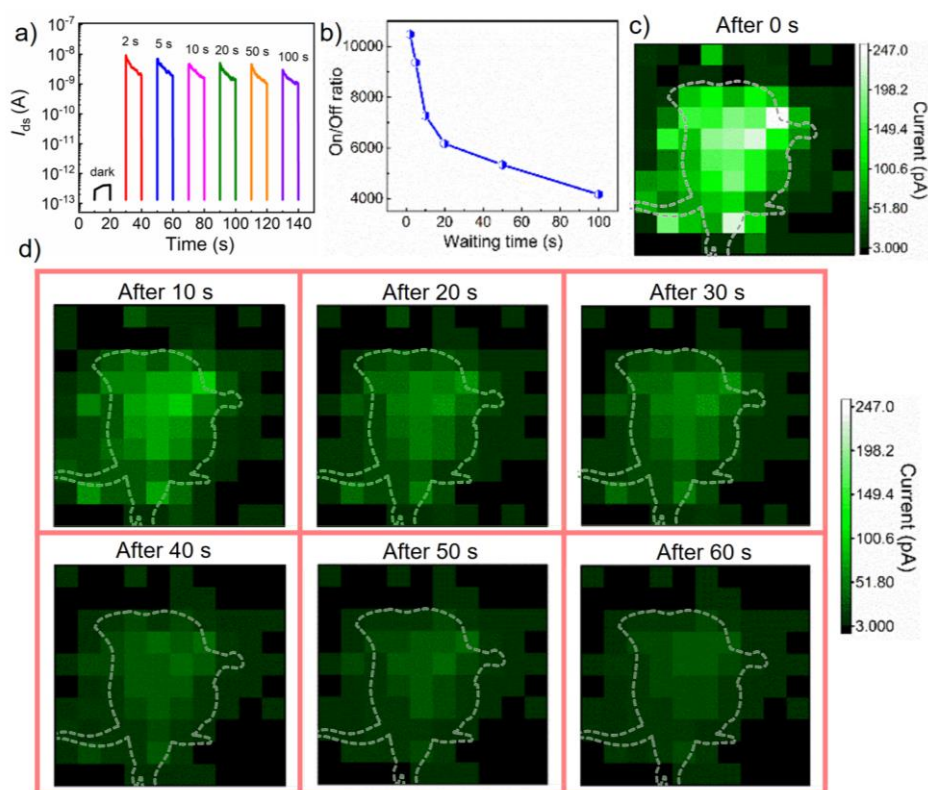 a)
10-7
10-8
10-9
10-10
10-11
10-12
10-13
Ids (A)
dark
2 s
5 s
10 s
20 s
50 s
100 s
0 20 40 60 80 100 120 140
Time (s)
b)
10000
8000
6000
4000
On/Off ratio
0 20 40 60 80 100
Waiting time (s)
c)
After 0 s
247.0
198.2
149.4
100.6
51.80
3.000
Current (pA)
d)
After 10 s
After 20 s
After 30 s
After 40 s
After 50 s
After 60 s
247.0
198.2
149.4
100.6
51.80
3.000
Current (pA)